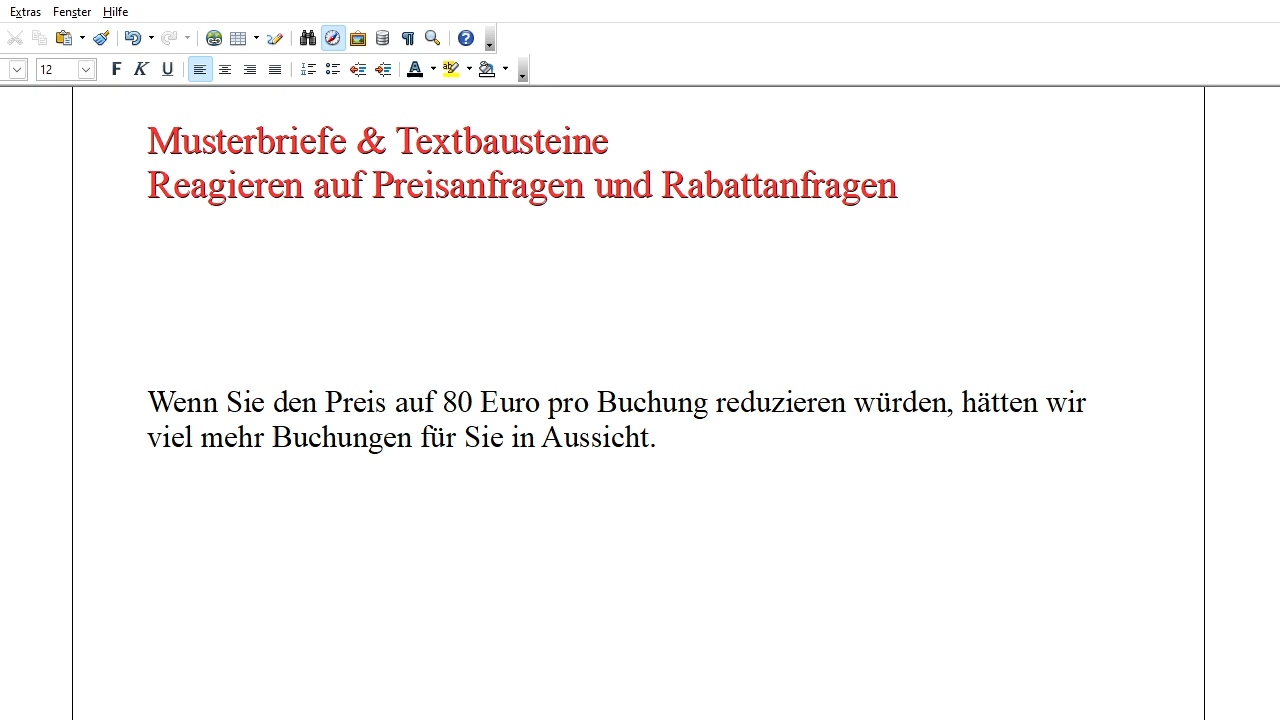 Extras Fenster Hilfe
12 F K U
Musterbriefe & Textbausteine
Reagieren auf Preisanfragen und Rabattanfragen
Wenn Sie den Preis auf 80 Euro pro Buchung reduzieren würden, hätten wir
viel mehr Buchungen für Sie in Aussicht.